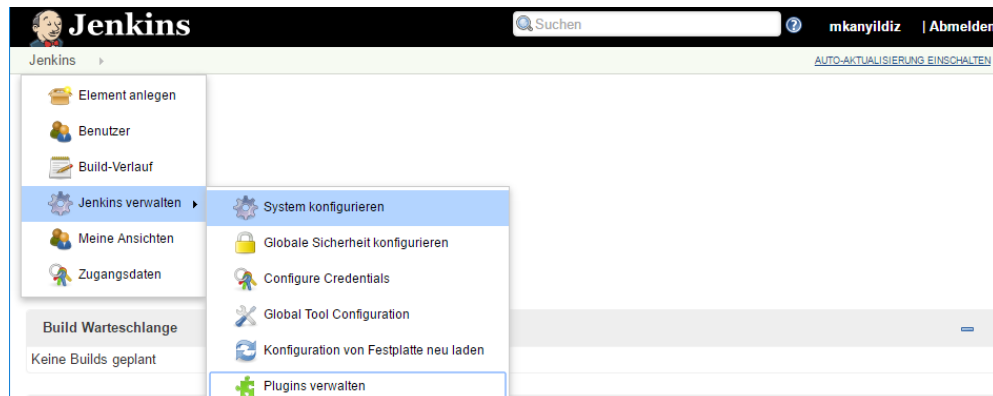 Jenkins
Suchen
mkanyildiz | Abmelden
Jenkins
AUTO-AKTUALISIERUNG EINSCHALTEN
Element anlegen
Benutzer
Build-Verlauf
Jenkins verwalten
Meine Ansichten
Zugangsdaten
System konfigurieren
Globale Sicherheit konfigurieren
Configure Credentials
Global Tool Configuration
Konfiguration von Festplatte neu laden
Plugins verwalten
Build Warteschlange
Keine Builds geplant